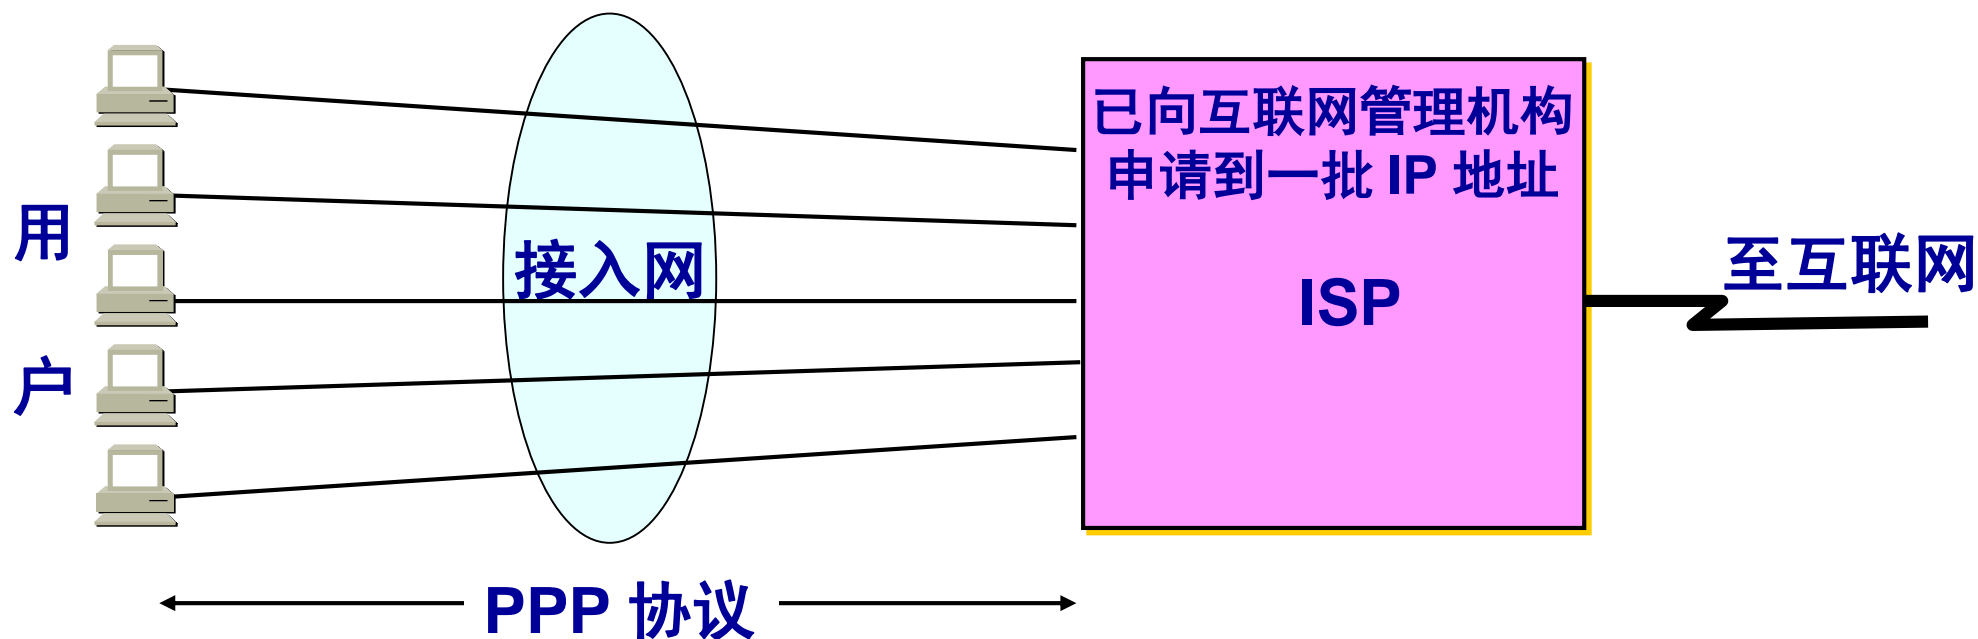 用
户
接入网
已向互联网管理机构
申请到一批 IP 地址
ISP
至互联网
PPP 协议